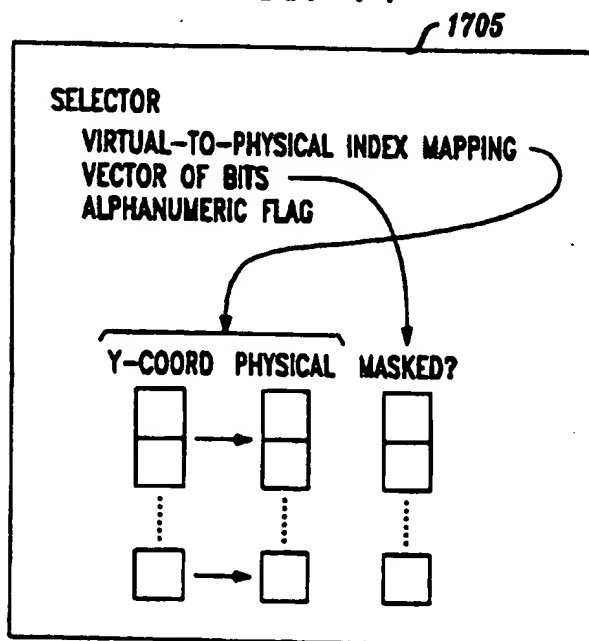 1705
SELECTOR
VIRTUAL-TO-PHYSICAL INDEX MAPPING
VECTOR OF BITS
ALPHANUMERIC FLAG
Y-COORD PHYSICAL MASKED?